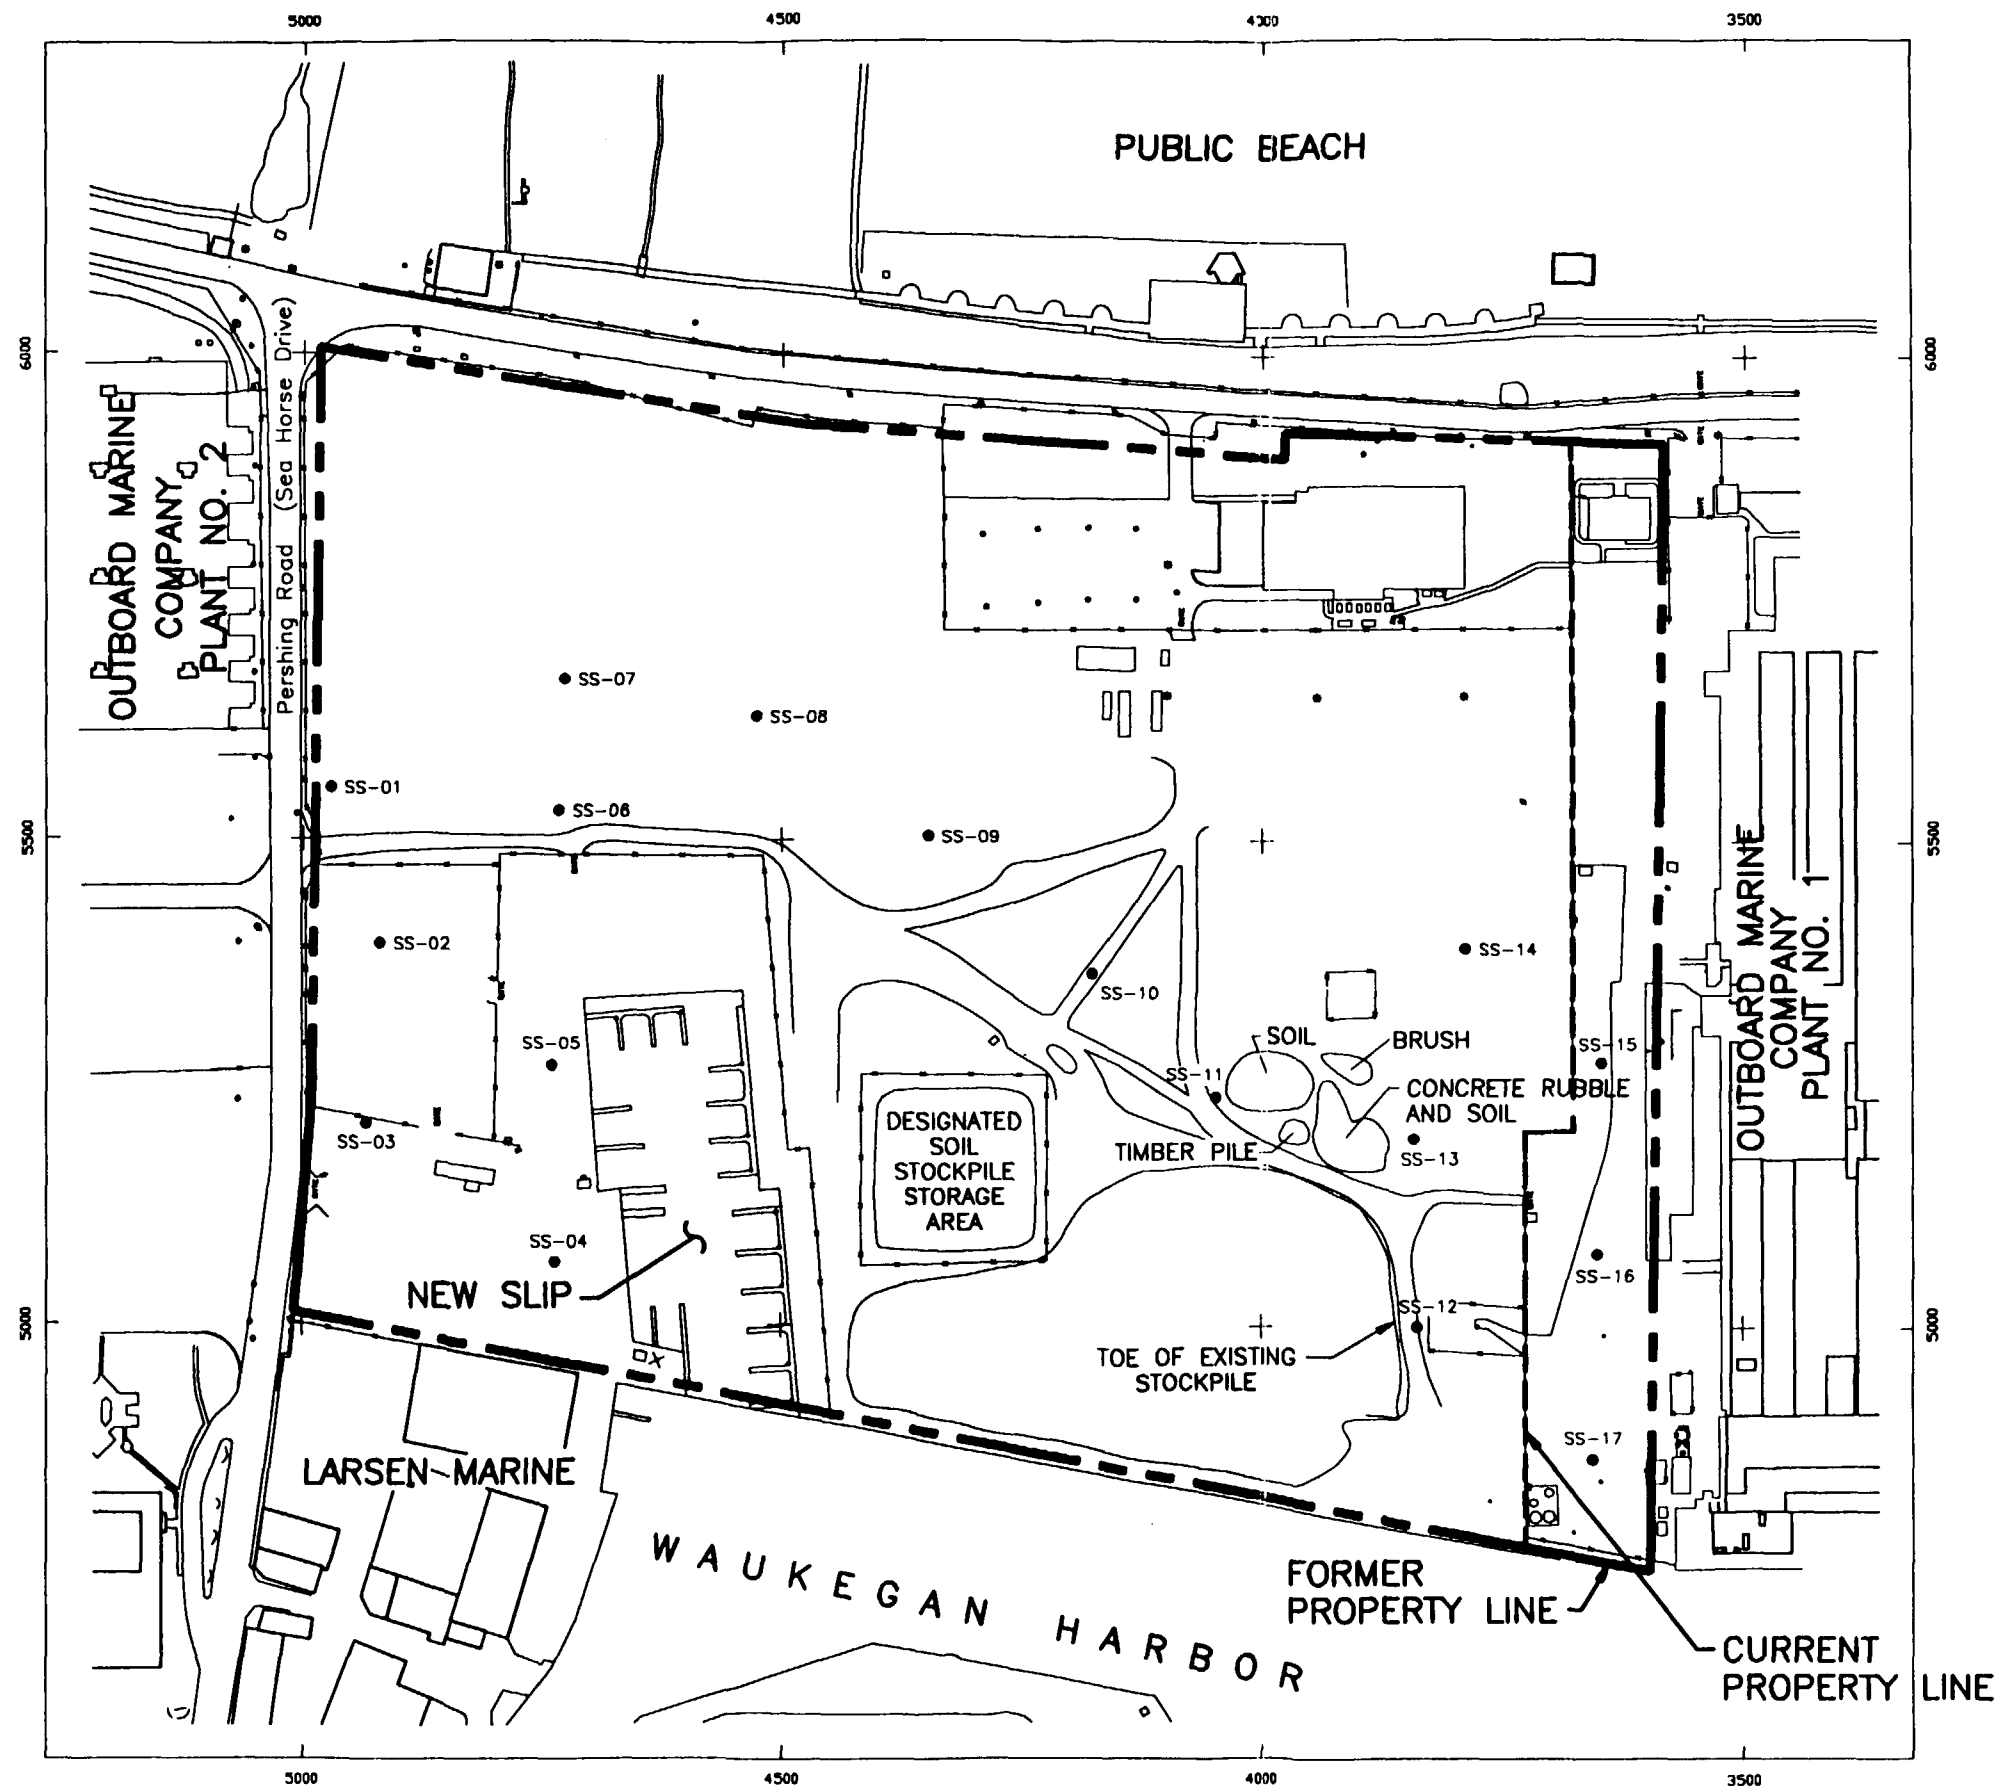 5000
4500
4000
3500
PUBLIC BEACH
6000
6000
OUTBOARD MARINE
COMPANY
PLANT NO. 2
Pershing Road (Sea Horse Drive)
SS-07
SS-08
SS-01
SS-06
SS-09
5500
5500
SS-02
SS-14
SS-10
SS-05
SOIL
BRUSH
SS-15
OUTBOARD MARINE
COMPANY
PLANT NO. 1
SS-11
CONCRETE RUBBLE
AND SOIL
DESIGNATED
SOIL
STOCKPILE
STORAGE
AREA
SS-03
TIMBER PILE
SS-13
SS-04
NEW SLIP
SS-16
SS-12
5000
5000
TOE OF EXISTING
STOCKPILE
SS-17
LARSEN-MARINE
WAUKEGAN HARBOR
FORMER
PROPERTY LINE
CURRENT
PROPERTY LINE
5000
4500
4000
3500